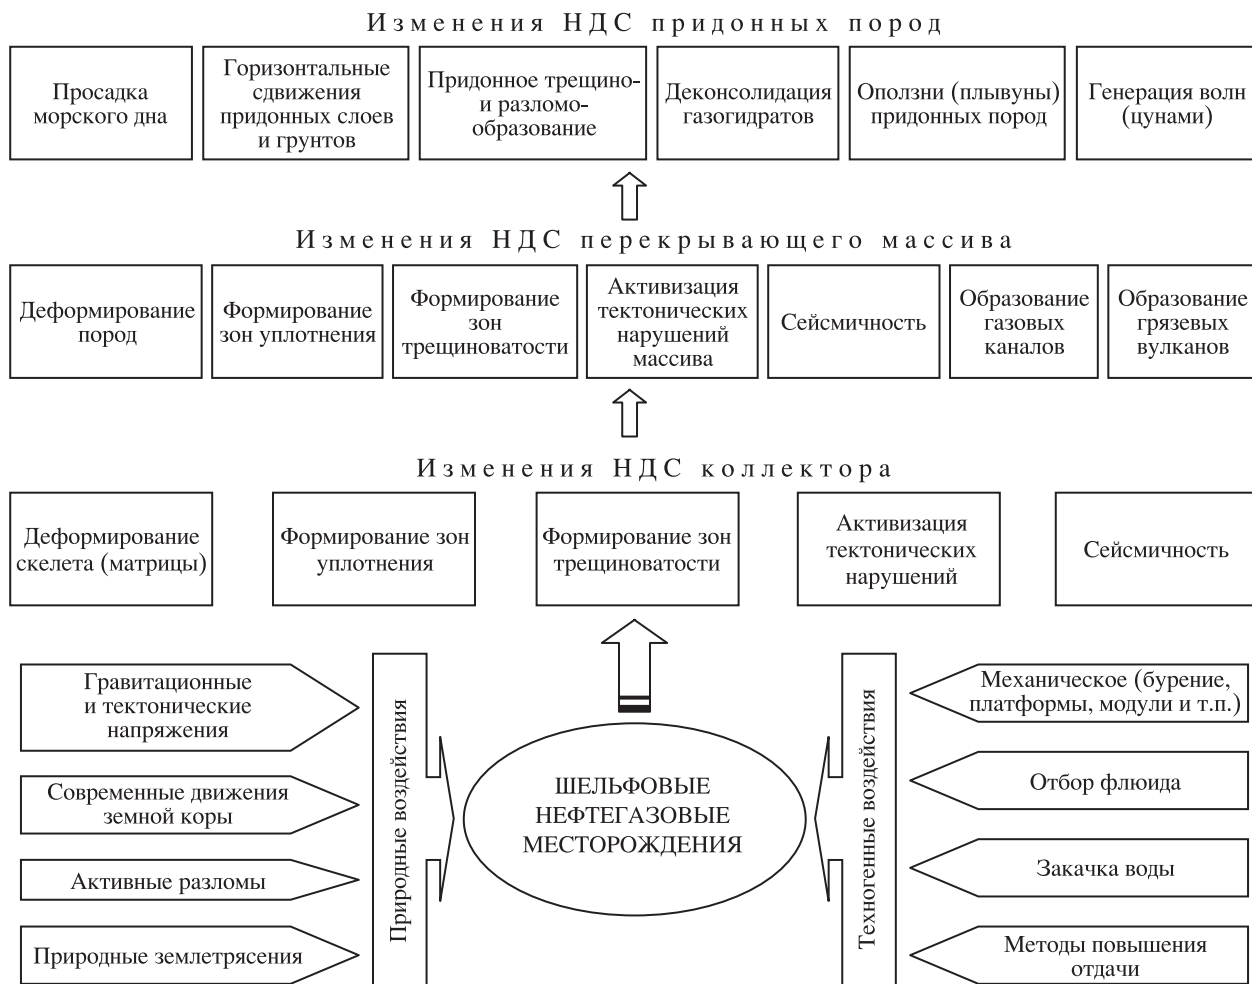 Изменения НДС придонных пород
Просадка
морского дна
Горизонтальные
сдвижения
придонных слоев
и грунтов
Придонное трещино-
и разломо-
образование
Деконсолидация
газогидратов
Оползни (плывуны)
придонных пород
Генерация волн
(цунами)
Изменения НДС перекрывающего массива
Деформирование
пород
Формирование
зон уплотнения
Формирование
зон
трещиноватости
Активизация
тектонических
нарушений
массива
Сейсмичность
Образование
газовых
каналов
Образование
грязевых
вулканов
Изменения НДС коллектора
Деформирование
скелета (матрицы)
Формирование зон
уплотнения
Формирование зон
трещиноватости
Активизация
тектонических
нарушений
Сейсмичность
Гравитационные
и тектонические
напряжения
Современные движения
земной коры
Активные разломы
Природные землетрясения
Природные воздействия
ШЕЛЬФОВЫЕ
НЕФТЕГАЗОВЫЕ
МЕСТОРОЖДЕНИЯ
Техногенные воздействия
Механическое (бурение,
платформы, модули и т.п.)
Отбор флюида
Закачка воды
Методы повышения
отдачи